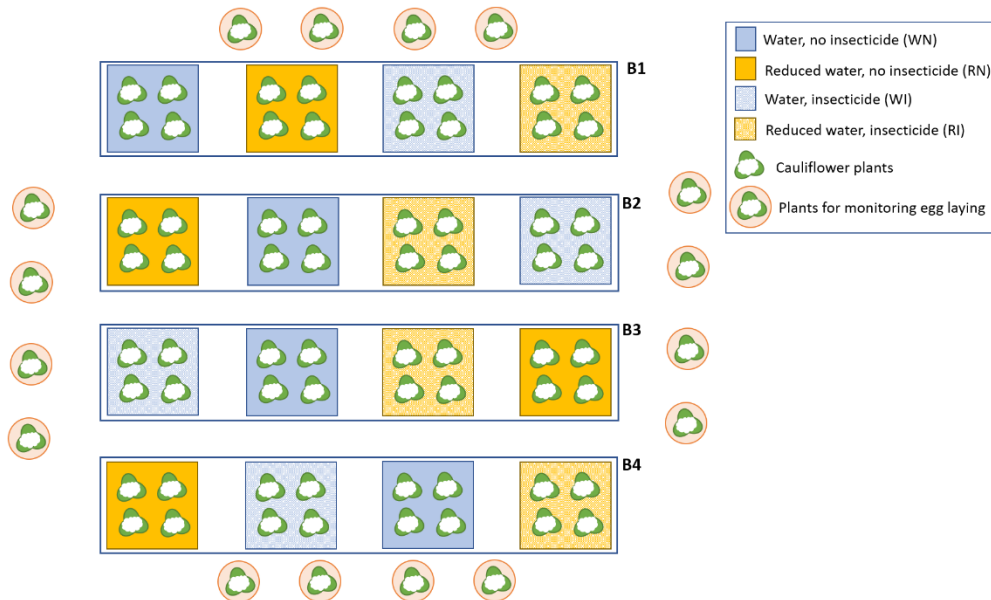 B1
B2
B3
B4
Water, no insecticide (WN)
Reduced water, no insecticide (RN)
Water, insecticide (WI)
Reduced water, insecticide (RI)
Cauliflower plants
Plants for monitoring egg laying